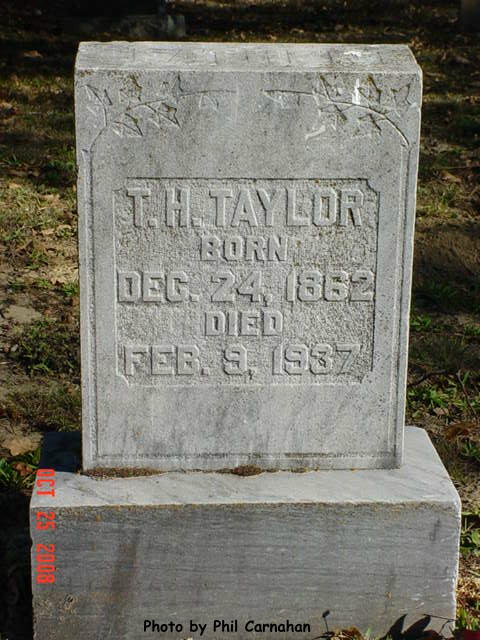 T.H. TAYLOR
BORN
DEC. 24, 1862
DIED
FEB. 9, 1937
OCT 25 2008
Photo by Phil Carnahan